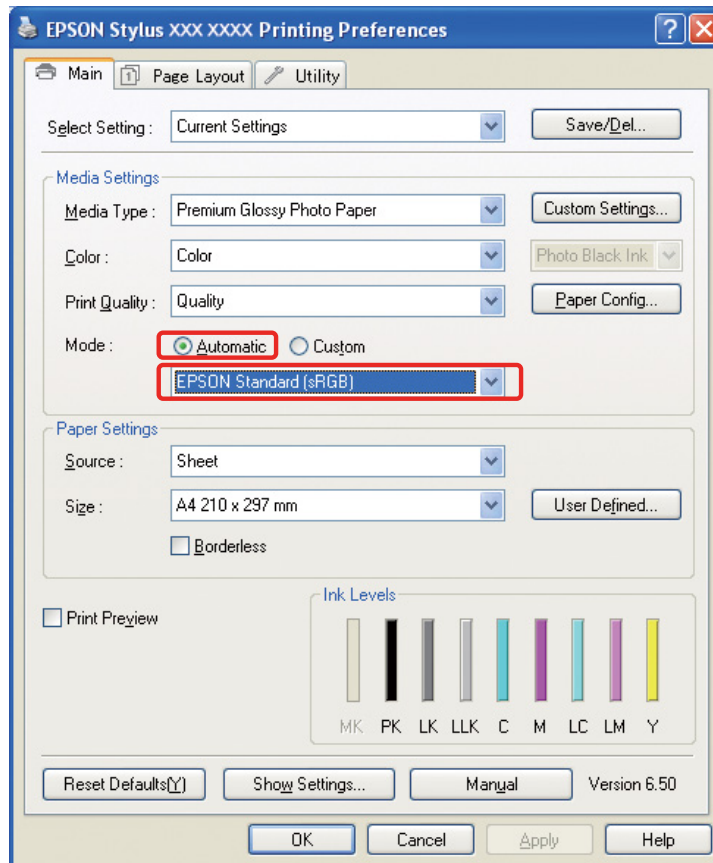 EPSON Stylus XXX XXXX Printing Preferences
Main Page Layout Utility
Select Setting : Current Settings Save/Del...
Media Settings
Media Type : Premium Glossy Photo Paper Custom Settings...
Color : Color Photo Black Ink
Print Quality : Quality Paper Config...
Mode : Automatic Custom
EPSON Standard (sRGB)
Paper Settings
Source : Sheet
Size : A4 210 x 297 mm User Defined...
Borderless
Print Preview
Ink Levels
MK PK LK LLK C M LC LM Y
Reset Defaults(Y) Show Settings... Manual Version 6.50
OK Cancel Apply Help